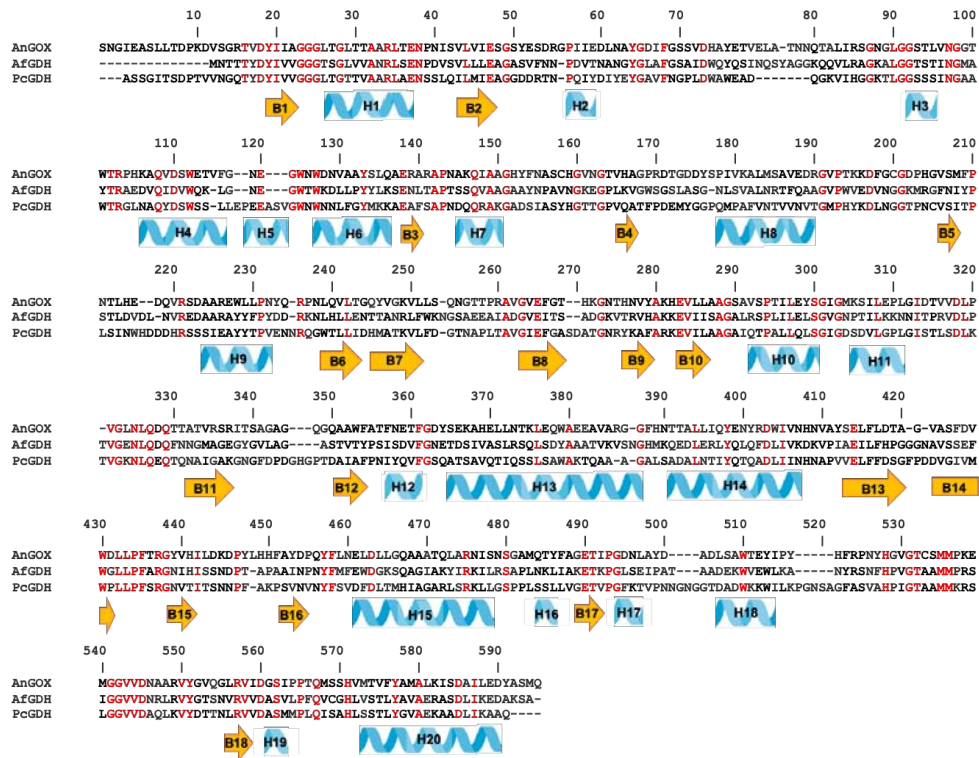 10 20 30 40 50 60 70 80 90 100
AnGOX SNGIEASLLTDPKDVSGRTVDYIIAGGGLTGLTTAARLTENPNISVLVIESGSYESDRGPIIEDLNAYGDIFGSSVDHAYETVELA-TNNQTALIRSGNGLGGSTLVNGGT
AfGDH -----------MNTTTYDYIVVGGGTSGLVVANRLSENPDVSVLLLEAGASVFNN--PDVTNANGYGLAFGSAIDWQYQSINQSYAGGKQQVLRAGKALGGTSTINGMA
PcGDH ---ASSGITSDPTVVNGQTYDYIVVGGGLTGTTVAARLAENSSLQILMIEAGGDDRTN-PQIYDIYEYGAVFNGPLDWAWEAD----QGKVIHGGKTLGGSSSINGAA
B1 H1 B2 H2 H3
110 120 130 140 150 160 170 180 190 200 210
AnGOX WTRPHKAQVDSWETVFG--NE---GWNWDNVAAYSLQAERARAPNAKQIAAGHYFNASCHGVNGTVHAGPRDTGDDYSPIVKALMSAVEDRGVPTKKDFGCGDPHGVSMFP
AfGDH YTRAEDVQIDVWQK-LG--NE---GWTWKDLLPYYLKSENLTAPTSSQVAAGAAYNPAVNGKEGPLKVGWSGSLASG-NLSVALNRTFQAAGVPWVEDVNGGKMRGFNIYP
PcGDH WTRGLNAQYDSWSS-LLEPEEASVGWNWNNLFGYMKKAEAFSAPNDQQRAKGADSIASYHGTTGPVQATFPDEMYGGPQMPAFVNTVVNVTGMPHYKDLNGGTPNCVSITP
H4 H5 H6 B3 H7 B4 H8 B5
220 230 240 250 260 270 280 290 300 310 320
AnGOX NTLHE--DQVRSDAAREWLLPNYQ-RPNLQVLTGQYVGKVLLS-QNGTTPRAVGVEFGT-HKGNTHNVYAKHEVLLAAGSAVSPTILEYSGIGMKSILEPLGIDTVVDLP
AfGDH STLDVDL-NVREDAARAYYFPYDD-RKNLHLLENTTANRLFWKNGSAEEAIADGVEITS-ADGKVTRVHAKKEVIISAGALRSPLILELSGVGNPTILKKNNITPRVDLP
PcGDH LSINWHDDDHRSSSIEAYYTPVENNRQGWTLLIDHMATKVLFD-GTNAPLTAVGIEFGASDATGNRYKAFARKEVILAAGAIQTPALLQLSGIGDSDVLGPLGISTLSDLK
H9 B6 B7 B8 B9 B10 H10 H11
330 340 350 360 370 380 390 400 410 420
AnGOX -VGLNLQDQTTATVRSRITSAGAG--QGQAAWFATFNETFGDYSEKAHELLNTKLEQWAEEAVARG-GFHNTTALLIQYENYRDWIVNHNVAYSELFLDTA-G-VASFDV
AfGDH TVGENLQDQFNNGMAGEGYGVLAG-----ASTVTYPSISDVFGNETDSIVASLRSQLSDYAAATVKVSNGHMKQEDLERLYQLQFDLIVKDKVPIAEILFHPGGGNAVSSEF
PcGDH TVGKNLQEQTQNAIGAKGNGFDPDGHGPTDAIAFPNIYQVFGSQATSAVQTIQSSLSAWAKTQAA-A-GALSADALNTIYQTQADLIINHNAPVVELFFDSGFPDDVGIVM
B11 B12 H12 H13 H14 B13 B14
430 440 450 460 470 480 490 500 510 520 530
AnGOX WDLLPFTRGYVHILDKDPYLHHFAYDPQYFLNELDLLGQAAATQLARNISNSGAMQTYFAGETIPGDNLAYD----ADLSAWTEYIPY-----HFRPNYHGVGTCSMMPKE
AfGDH WGLLPFARGNIHISSNDP-TAPAAINPNYFMFEWDGKSQAGIAKYIRKILRSAPLNKLIAKETKPGLSEIPAT----ADEKWVEWLKA-----NYRSNFHPVGTAAMMPRS
PcGDH WPLLPFSRGNVTITSNNP-FAKPSVNVNYFSVDFDLTMHIAGARLSRKLLGSPPLSSLLVGETVPGFKTVPNNGNGGTDADWKKWILKPGNSAGFASVAHPIGTAAMMKRS
B15 B16 H15 H16 B17 H17 H18
540 550 560 570 580 590
AnGOX MGGVVDNAARVYGVQGLRVIDGSIPPTQMSSHVMTVFYAMALKISDAILEDYASMQ
AfGDH IGGVVDNRLRVYGTSNVRVVDASVLPFQVCGHLVSTLYAVAERASDLIKEDAKSA-
PcGDH LGGVVDAQLKVYDTTNLRVVDASMMPLQISAHLSSTLYGVAEKAADLIKAAQ----
B18 H19 H20